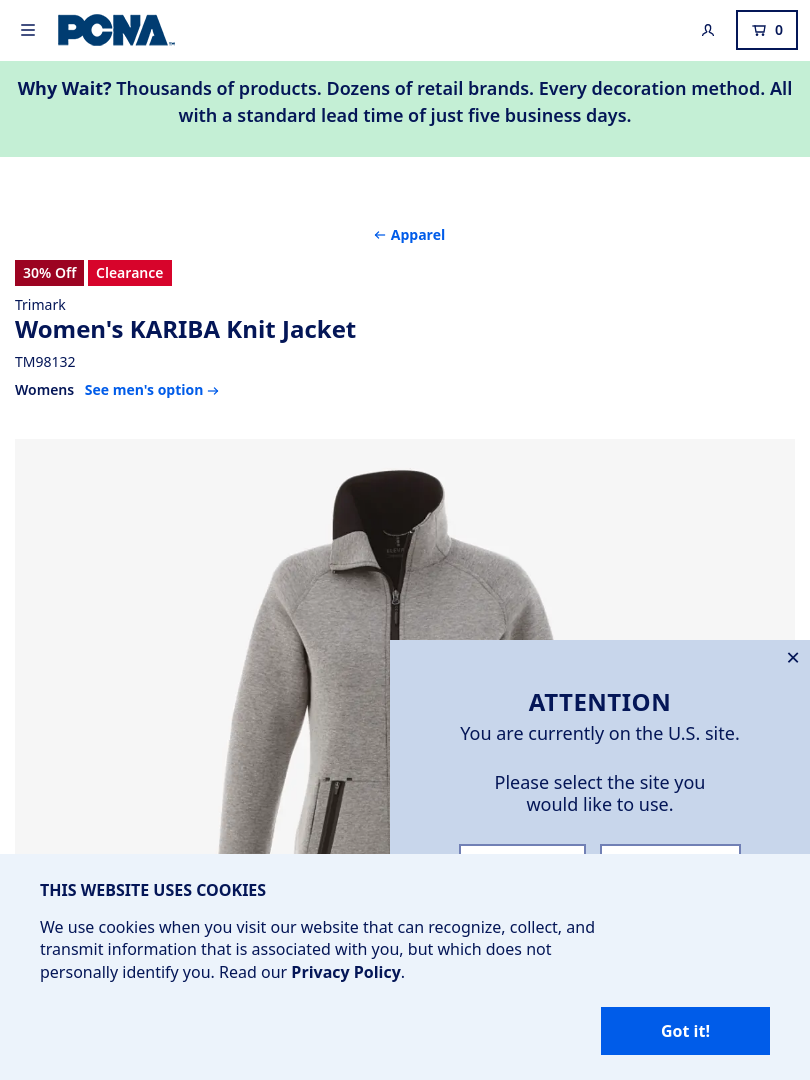 PCNA
0
Why Wait? Thousands of products. Dozens of retail brands. Every decoration method. All
with a standard lead time of just five business days.
← Apparel
30% Off
Clearance
Trimark
Women's KARIBA Knit Jacket
TM98132
Womens See men's option →
ATTENTION
You are currently on the U.S. site.
Please select the site you
would like to use.
THIS WEBSITE USES COOKIES
We use cookies when you visit our website that can recognize, collect, and
transmit information that is associated with you, but which does not
personally identify you. Read our Privacy Policy.
Got it!